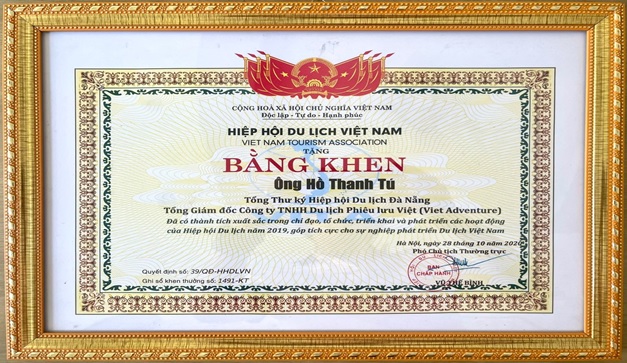 CỘNG HOÀ XÃ HỘI CHỦ NGHĨA VIỆT NAM
Độc lập - Tự do - Hạnh phúc
HIỆP HỘI DU LỊCH VIỆT NAM
VIET NAM TOURISM ASSOCIATION
TẶNG
BẰNG KHEN
Ông Hồ Thanh Tú
Tổng Thư ký Hiệp hội Du lịch Đà Nẵng
Tổng Giám đốc Công ty TNHH Du lịch Phiêu lưu Việt (Viet Adventure)
Đã có thành tích xuất sắc trong chỉ đạo, tổ chức, triển khai và phát triển các hoạt động
của Hiệp hội Du lịch năm 2019, góp tích cực cho sự nghiệp phát triển Du lịch Việt Nam
Hà Nội, ngày 28 tháng 10 năm 2020
Phó Chủ tịch Thường trực
BAN
CHẤP HÀNH
Quyết định số: 39/QĐ-HHDLVN
Ghi sổ khen thưởng số: 1491-KT
VŨ THẾ BÌNH